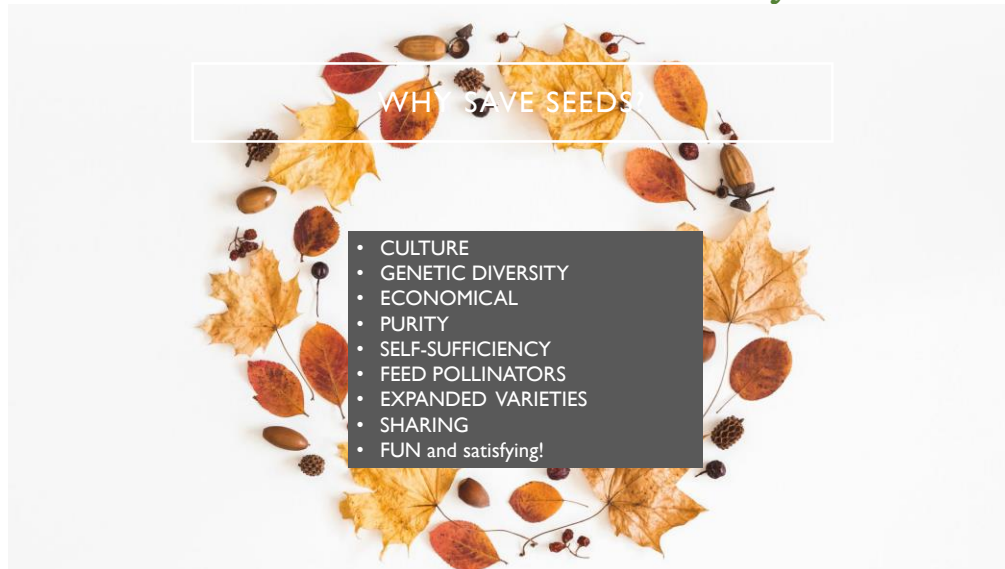 WHY SAVE SEEDS?
• CULTURE
• GENETIC DIVERSITY
• ECONOMICAL
• PURITY
• SELF-SUFFICIENCY
• FEED POLLINATORS
• EXPANDED VARIETIES
• SHARING
• FUN and satisfying!